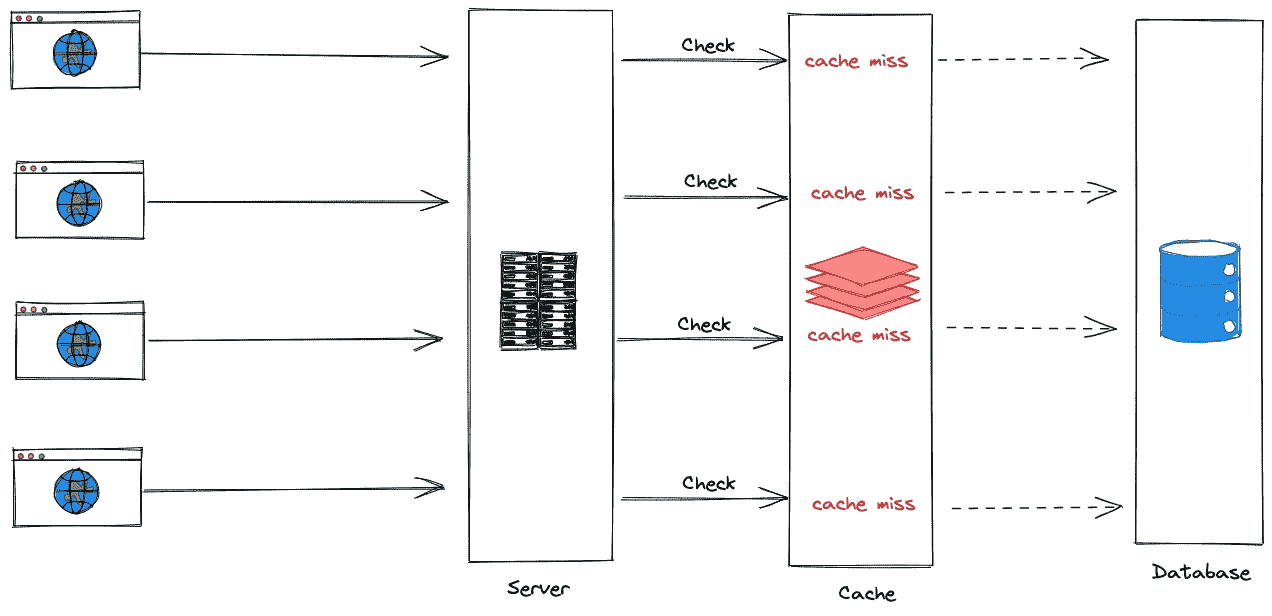 Check
cache miss
Check
cache miss
Check
cache miss
Check
cache miss
Server
Cache
Database